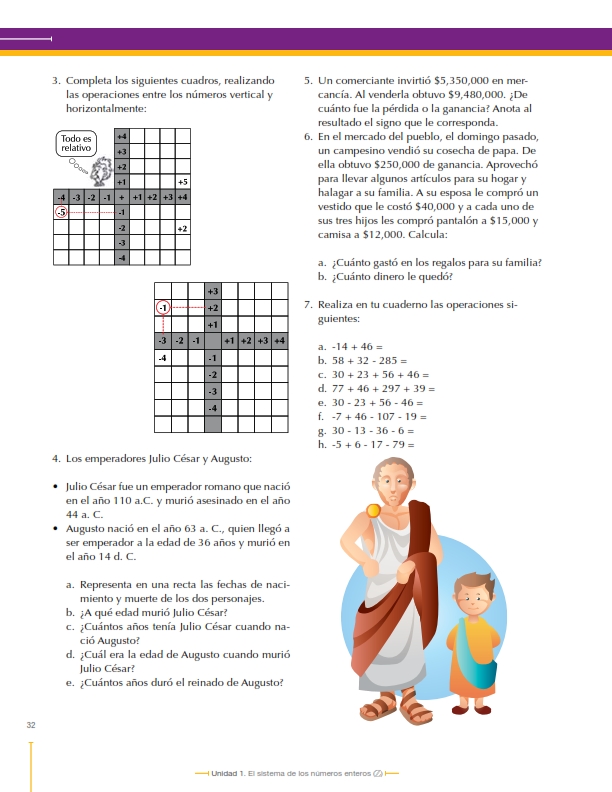 3. Completa los siguientes cuadros, realizando
las operaciones entre los números vertical y
horizontalmente:
Todo es
relativo
+4
+3
+2
+1 +5
-4 -3 -2 -1 + +1 +2 +3 +4
-5 -1
-2 +2
-3
-4
+3
-1 +2
+1
-3 -2 -1 +1 +2 +3 +4
-4 -1
-2
-3
-4
4. Los emperadores Julio César y Augusto:
• Julio César fue un emperador romano que nació
en el año 110 a.C. y murió asesinado en el año
44 a. C.
• Augusto nació en el año 63 a. C., quien llegó a
ser emperador a la edad de 36 años y murió en
el año 14 d. C.
a. Representa en una recta las fechas de naci-
miento y muerte de los dos personajes.
b. ¿A qué edad murió Julio César?
c. ¿Cuántos años tenía Julio César cuando na-
ció Augusto?
d. ¿Cuál era la edad de Augusto cuando murió
Julio César?
e. ¿Cuántos años duró el reinado de Augusto?
5. Un comerciante invirtió $5,350,000 en mer-
cancía. Al venderla obtuvo $9,480,000. ¿De
cuánto fue la pérdida o la ganancia? Anota al
resultado el signo que le corresponda.
6. En el mercado del pueblo, el domingo pasado,
un campesino vendió su cosecha de papa. De
ella obtuvo $250,000 de ganancia. Aprovechó
para llevar algunos artículos para su hogar y
halagar a su familia. A su esposa le compró un
vestido que le costó $40,000 y a cada uno de
sus tres hijos les compró pantalón a $15,000 y
camisa a $12,000. Calcula:
a. ¿Cuánto gastó en los regalos para su familia?
b. ¿Cuánto dinero le quedó?
7. Realiza en tu cuaderno las operaciones si-
guientes:
a. -14 + 46 =
b. 58 + 32 - 285 =
c. 30 + 23 + 56 + 46 =
d. 77 + 46 + 297 + 39 =
e. 30 - 23 + 56 - 46 =
f. -7 + 46 - 107 - 19 =
g. 30 - 13 - 36 - 6 =
h. -5 + 6 - 17 - 79 =
32
Unidad 1. El sistema de los números enteros